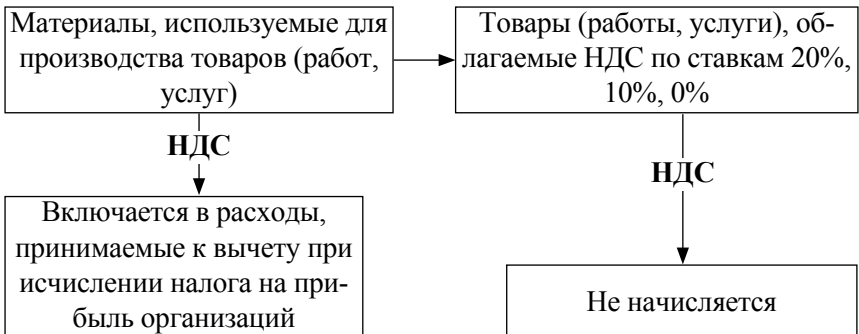 Материалы, используемые для
производства товаров (работ,
услуг)
Товары (работы, услуги), об-
лагаемые НДС по ставкам 20%,
10%, 0%
НДС
НДС
Включается в расходы,
принимаемые к вычету при
исчислении налога на при-
быль организаций
Не начисляется